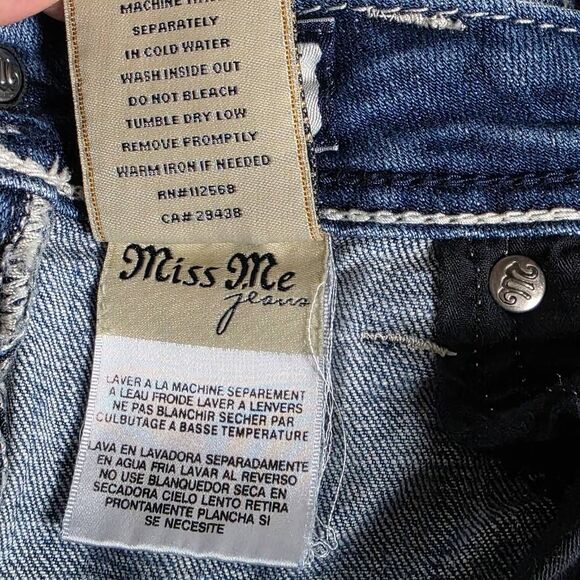 MACHINE
SEPARATELY
IN COLD WATER
WASH INSIDE OUT
DO NOT BLEACH
TUMBLE DRY LOW
REMOVE PROMPTLY
WARM IRON IF NEEDED
RN#112568
CA# 29438
Miss Me
jeans
LAVER A LA MACHINE SEPAREMENT
A LEAU FROIDE LAVER A LENVERS
NE PAS BLANCHIR SECHER PAR
CULBUTAGE A BASSE TEMPERATURE
LAVA EN LAVADORA SEPARADAMENTE
EN AGUA FRIA LAVAR AL REVERSO
NO USE BLANQUEDOR SECA EN
SECADORA CIELO LENTO RETIRA
PRONTAMENTE PLANCHA SI
SE NECESITE
M
M